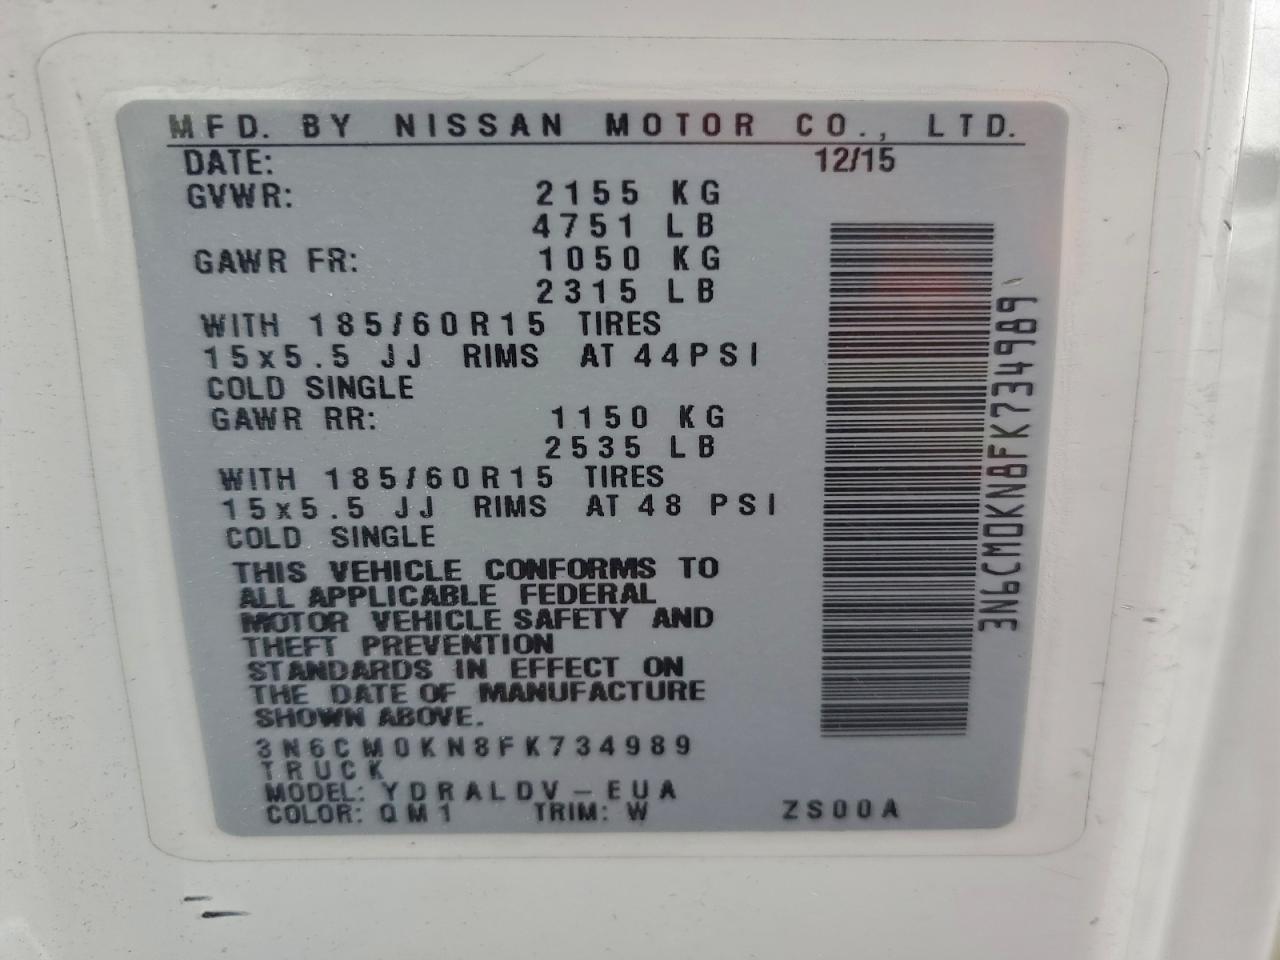 MFD. BY NISSAN MOTOR CO., LTD.
DATE: 12/15
GVWR: 2155 KG
4751 LB
GAWR FR: 1050 KG
2315 LB
WITH 185/60R15 TIRES
15x5.5 JJ RIMS AT 44PSI
COLD SINGLE
GAWR RR: 1150 KG
2535 LB
WITH 185/60R15 TIRES
15x5.5 JJ RIMS AT 48 PSI
COLD SINGLE
THIS VEHICLE CONFORMS TO
ALL APPLICABLE FEDERAL
MOTOR VEHICLE SAFETY AND
THEFT PREVENTION
STANDARDS IN EFFECT ON
THE DATE OF MANUFACTURE
SHOWN ABOVE.
3N6CM0KN8FK734989
TRUCK
MODEL: YDRALDV-EUA
COLOR: QM1 TRIM: W ZS00A
3N6CM0KN8FK734989